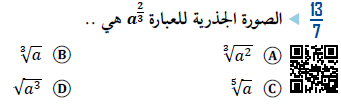 13/7 ◀ الصورة الجذرية للعبارة a^(2/3) هي ..
Ⓐ ∛a² Ⓑ ∛a
Ⓒ ⁵√a Ⓓ √a³